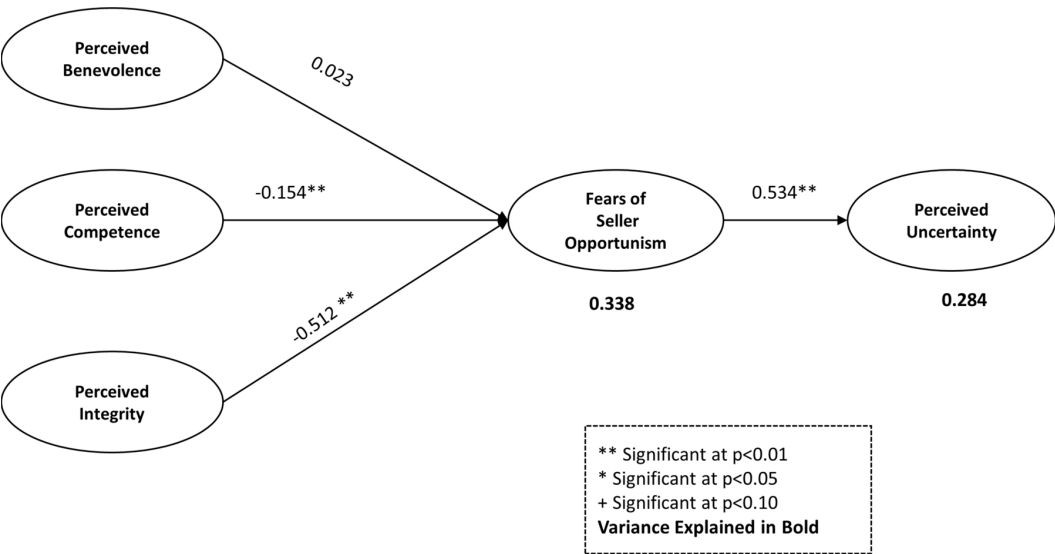 Perceived
Benevolence
0.023
Perceived
Competence
-0.154**
Fears of
Seller
Opportunism
0.534**
Perceived
Uncertainty
0.338
0.284
-0.512 **
Perceived
Integrity
** Significant at p<0.01
* Significant at p<0.05
+ Significant at p<0.10
Variance Explained in Bold